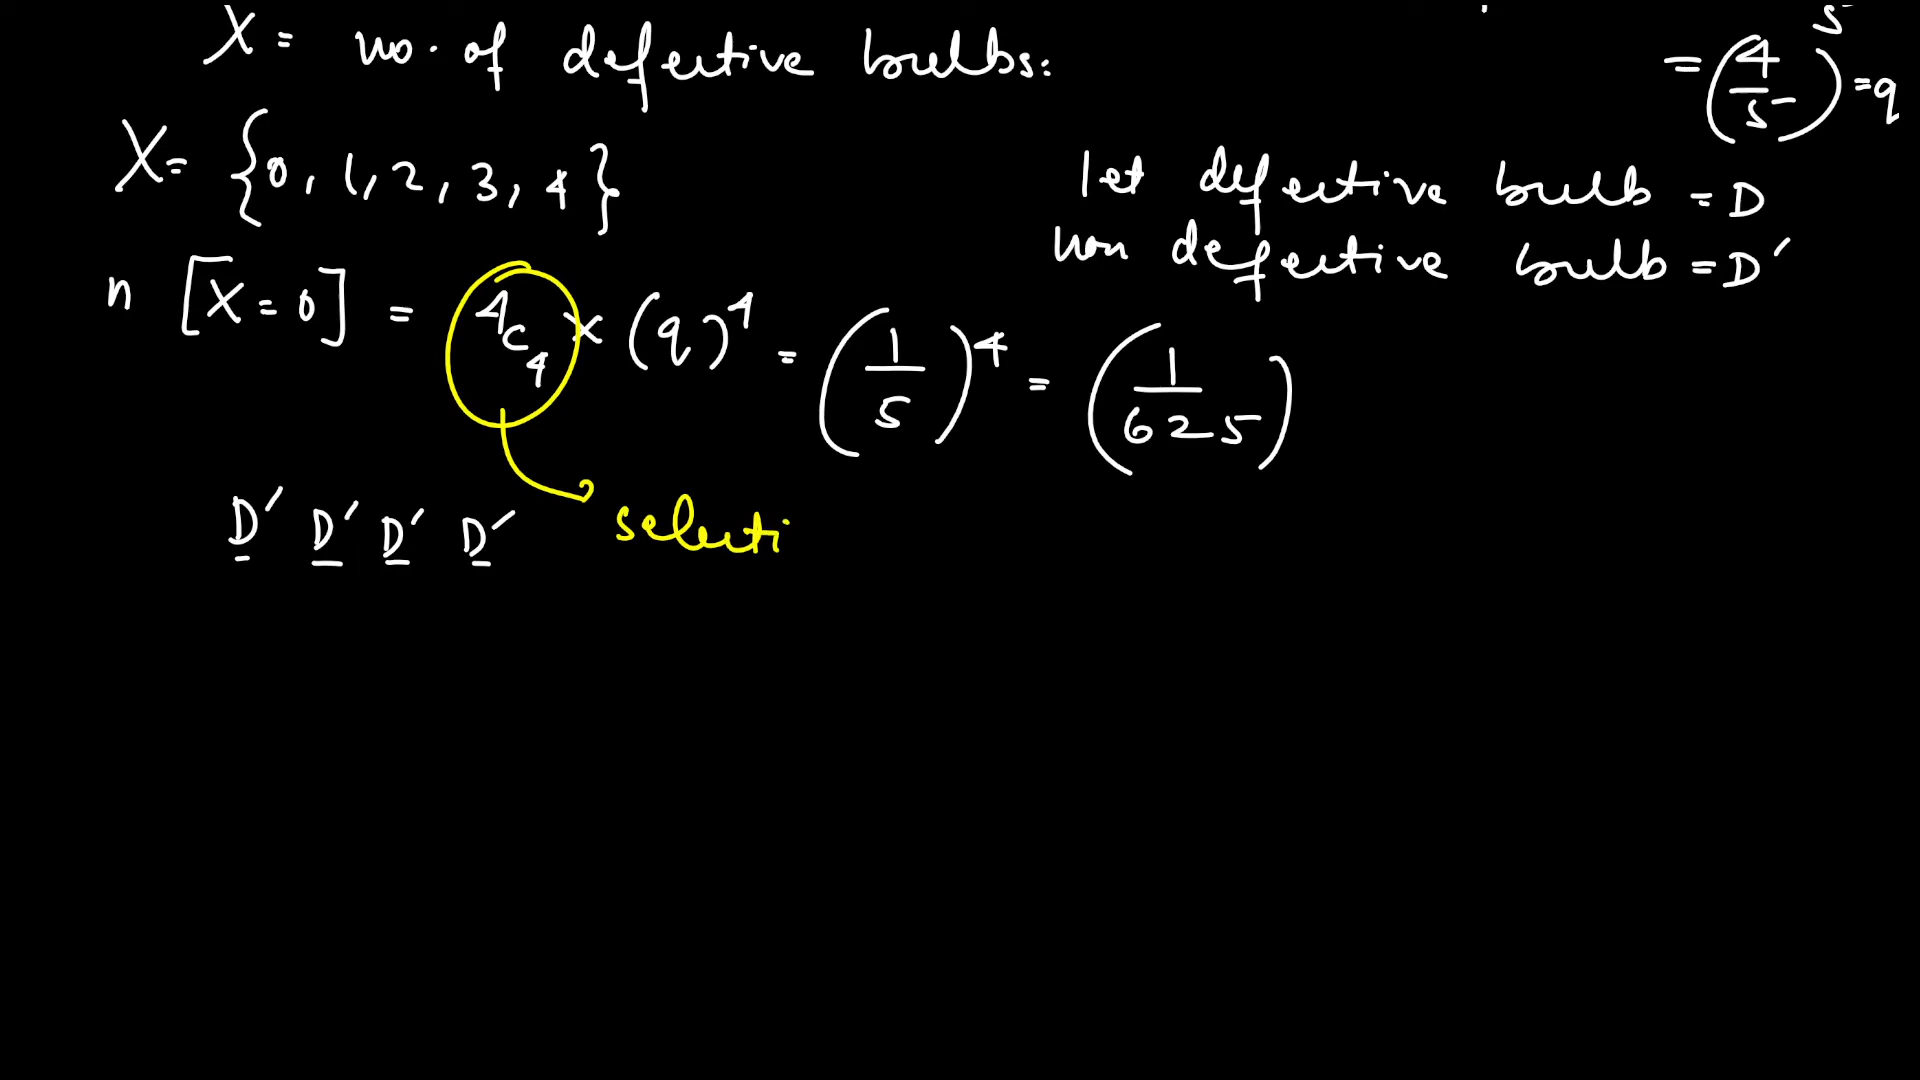 X = no. of defective bulbs.
5
= (4/5) = q
X = {0, 1, 2, 3, 4}
let defective bulb = D
non defective bulb = D'
n [X = 0] = 4C4 × (q)^4 = (1/5)^4 = (1/625)
D' D' D' D'
selecti